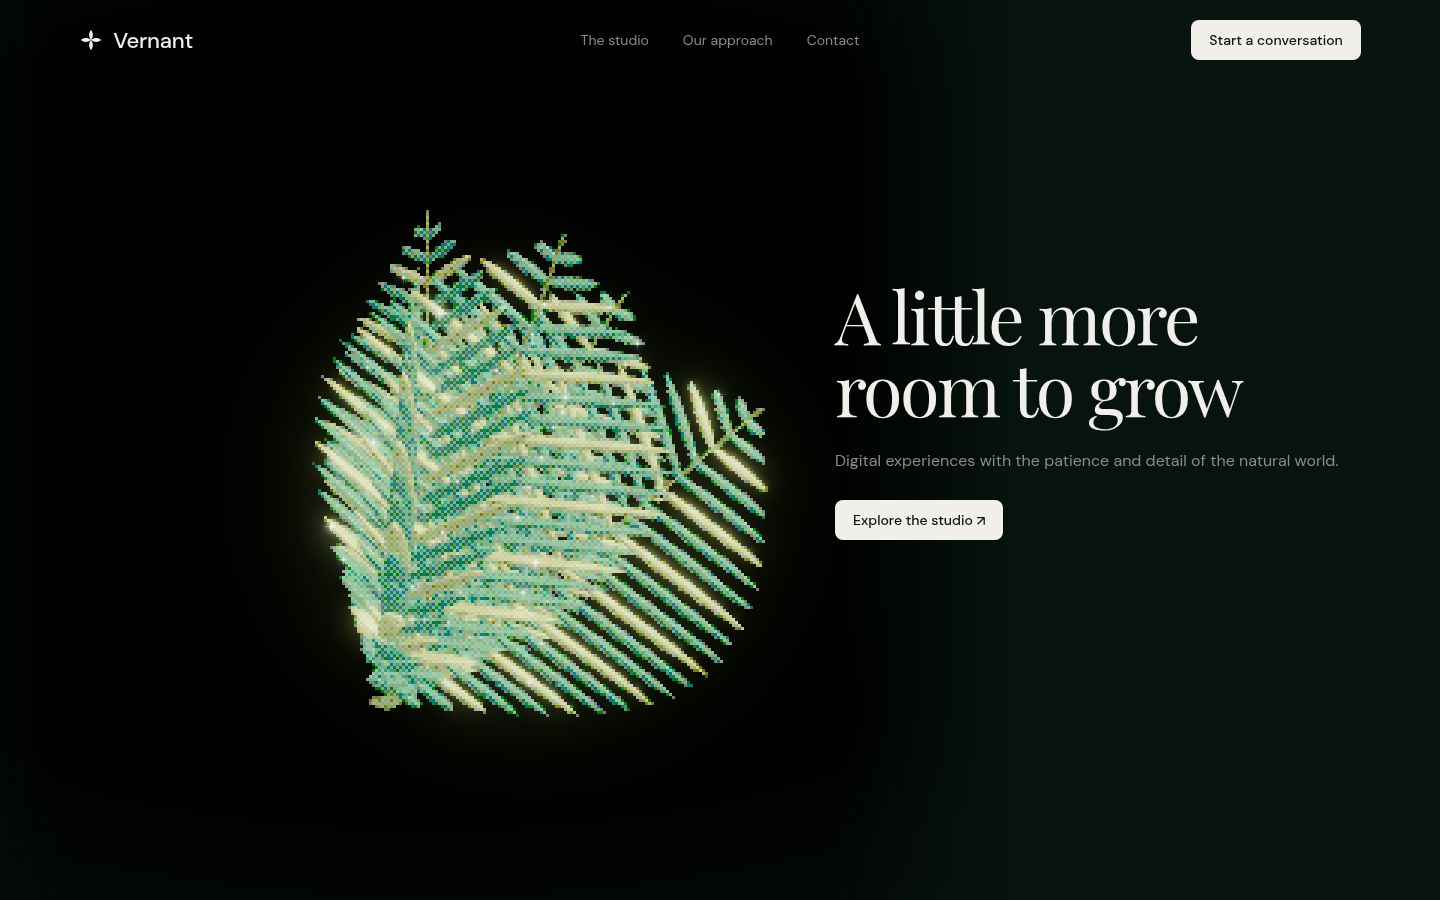 Vernant
The studio
Our approach
Contact
Start a conversation
A little more
room to grow
Digital experiences with the patience and detail of the natural world.
Explore the studio ↗